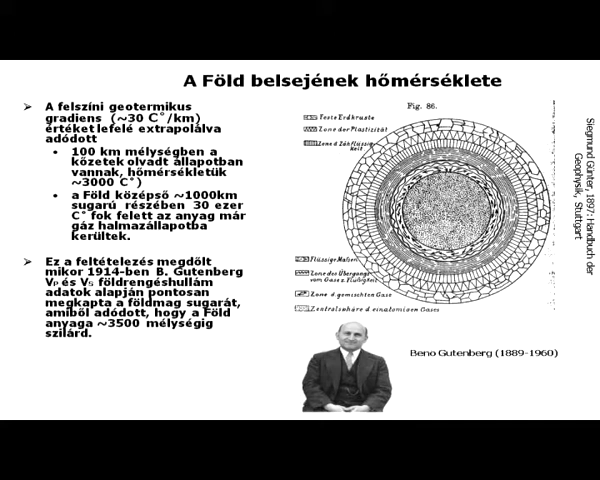 A Föld belsejének hőmérséklete
A felszíni geotermikus
gradiens (~30 C˚/km)
értéket lefelé extrapolálva
adódott
100 km mélységben a
kőzetek olvadt állapotban
vannak, hőmérsékletük
~3000 C˚)
a Föld középső ~1000km
sugarú részében 30 ezer
C˚ fok felett az anyag már
gáz halmazállapotba
kerültek.
Ez a feltételezés megdőlt
mikor 1914-ben B. Gutenberg
VP és VS földrengéshullám
adatok alapján pontosan
megkapta a földmag sugarát,
amiből adódott, hogy a Föld
anyaga ~3500 mélységig
szilárd.
Fig. 86.
Feste Erdkruste
Zone der Plastizität
Zone d Zähflüssig
keit
Flüssige Massen
Zone des Übergangs
vom Gase z. Flüssigkeit
Zone d gemischten Gase
Zentralsphäre d einatomigen Gases
Siegmund Günter, 1897: Handbuch der
Geophysik, Stuttgart
Beno Gutenberg (1889-1960)